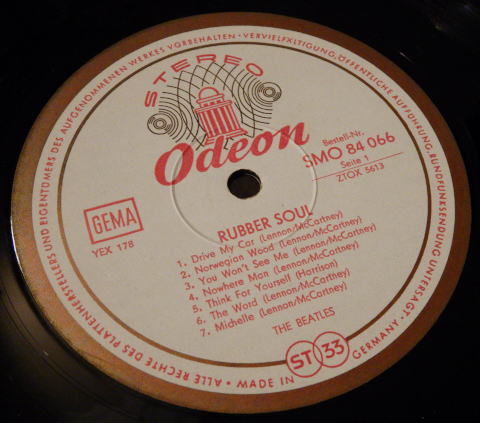 ALLE RECHTE DES PLATTENHERSTELLERS UND EIGENTÜMERS DES AUFGENOMMENEN WERKES VORBEHALTEN • VERVIELFÄLTIGUNG, ÖFFENTLICHE AUFFÜHRUNG, RUNDFUNKSENDUNG UNTERSAGT •
STEREO
Odeon
Bestell-Nr.
SMO 84 066
Seite 1
ZTOX 5613
GEMA
YEX 178
RUBBER SOUL
1. Drive My Car (Lennon/McCartney)
2. Norwegian Wood (Lennon/McCartney)
3. You Won't See Me (Lennon/McCartney)
4. Nowhere Man (Lennon/McCartney)
5. Think For Yourself (Harrison)
6. The Word (Lennon/McCartney)
7. Michelle (Lennon/McCartney)
THE BEATLES
MADE IN ST 33 GERMANY •